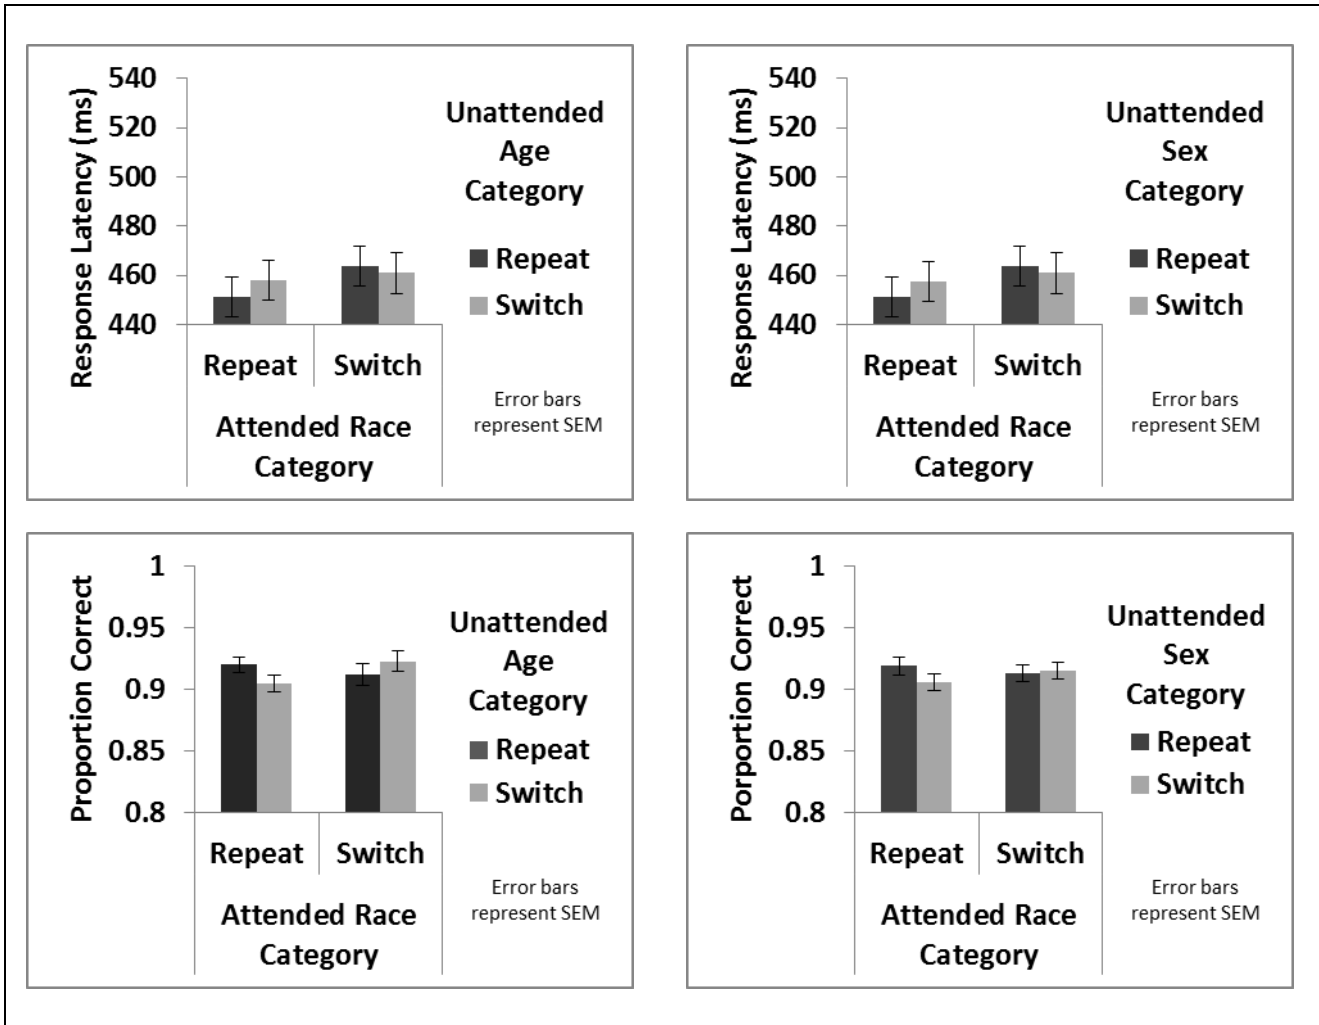 Response Latency (ms)
540
520
500
480
460
440
Repeat
Switch
Attended Race
Category
Unattended
Age
Category
Repeat
Switch
Error bars
represent SEM
Response Latency (ms)
540
520
500
480
460
440
Repeat
Switch
Attended Race
Category
Unattended
Sex
Category
Repeat
Switch
Error bars
represent SEM
Proportion Correct
1
0.95
0.9
0.85
0.8
Repeat
Switch
Attended Race
Category
Unattended
Age
Category
Repeat
Switch
Error bars
represent SEM
Porportion Correct
1
0.95
0.9
0.85
0.8
Repeat
Switch
Attended Race
Category
Unattended
Sex
Category
Repeat
Switch
Error bars
represent SEM